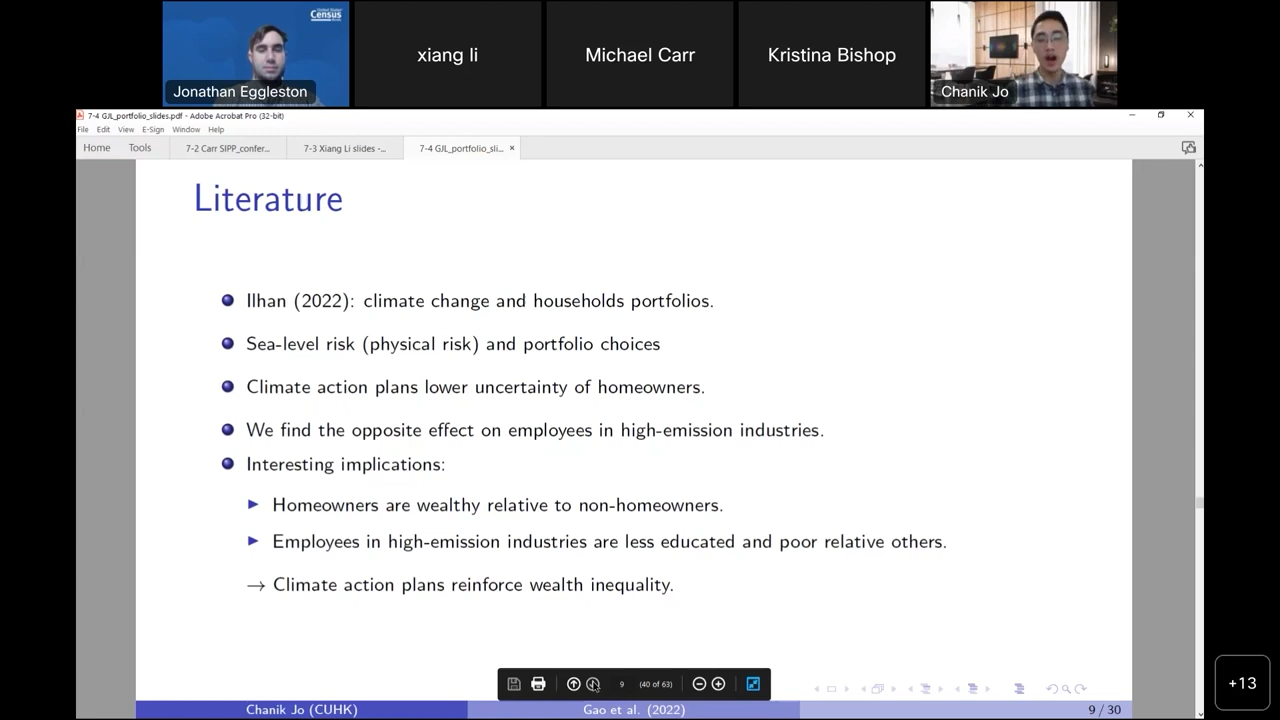 United States
Census
Bureau
Jonathan Eggleston
xiang li
Michael Carr
Kristina Bishop
Chanik Jo
7-4 GJL_portfolio_slides.pdf - Adobe Acrobat Pro (32-bit)
File Edit View E-Sign Window Help
Home Tools 7-2 Carr SIPP_confer... 7-3 Xiang Li slides -... 7-4 GJL_portfolio_sli... ×
Literature
Ilhan (2022): climate change and households portfolios.
Sea-level risk (physical risk) and portfolio choices
Climate action plans lower uncertainty of homeowners.
We find the opposite effect on employees in high-emission industries.
Interesting implications:
Homeowners are wealthy relative to non-homeowners.
Employees in high-emission industries are less educated and poor relative others.
→ Climate action plans reinforce wealth inequality.
9 (40 of 63)
Chanik Jo (CUHK) Gao et al. (2022) 9 / 30
+13